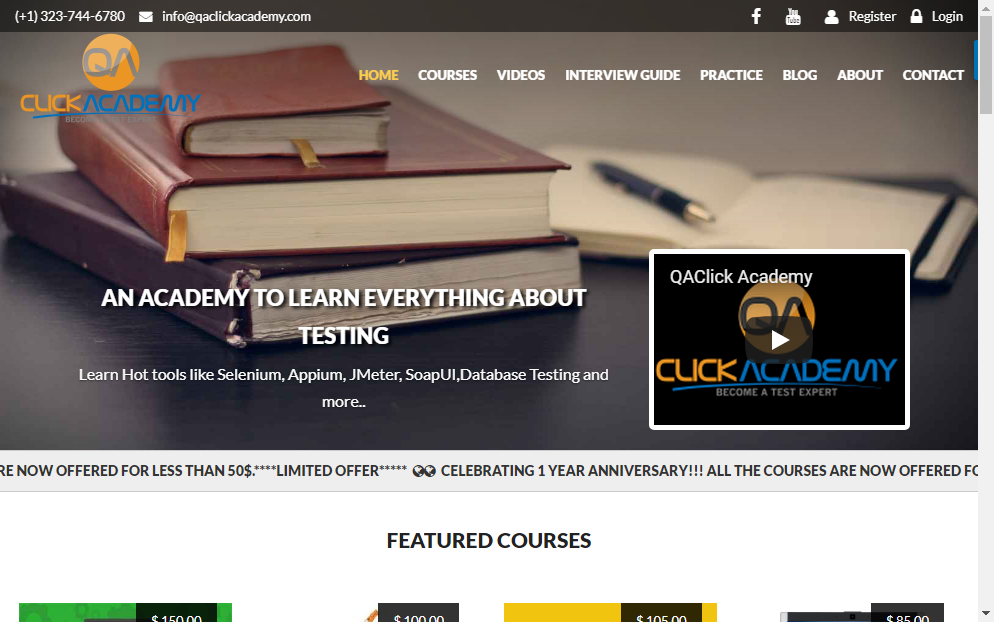 (+1) 323-744-6780 info@qaclickacademy.com Register Login
QA
CLICKACADEMY
BECOME A TEST EXPERT
HOME COURSES VIDEOS INTERVIEW GUIDE PRACTICE BLOG ABOUT CONTACT
AN ACADEMY TO LEARN EVERYTHING ABOUT
TESTING
Learn Hot tools like Selenium, Appium, JMeter, SoapUI,Database Testing and
more..
QAClick Academy
QA
CLICKACADEMY
BECOME A TEST EXPERT
RE NOW OFFERED FOR LESS THAN 50$.****LIMITED OFFER***** CELEBRATING 1 YEAR ANNIVERSARY!!! ALL THE COURSES ARE NOW OFFERED FO
FEATURED COURSES
$ 150.00 $ 100.00 $ 105.00 $ 85.00